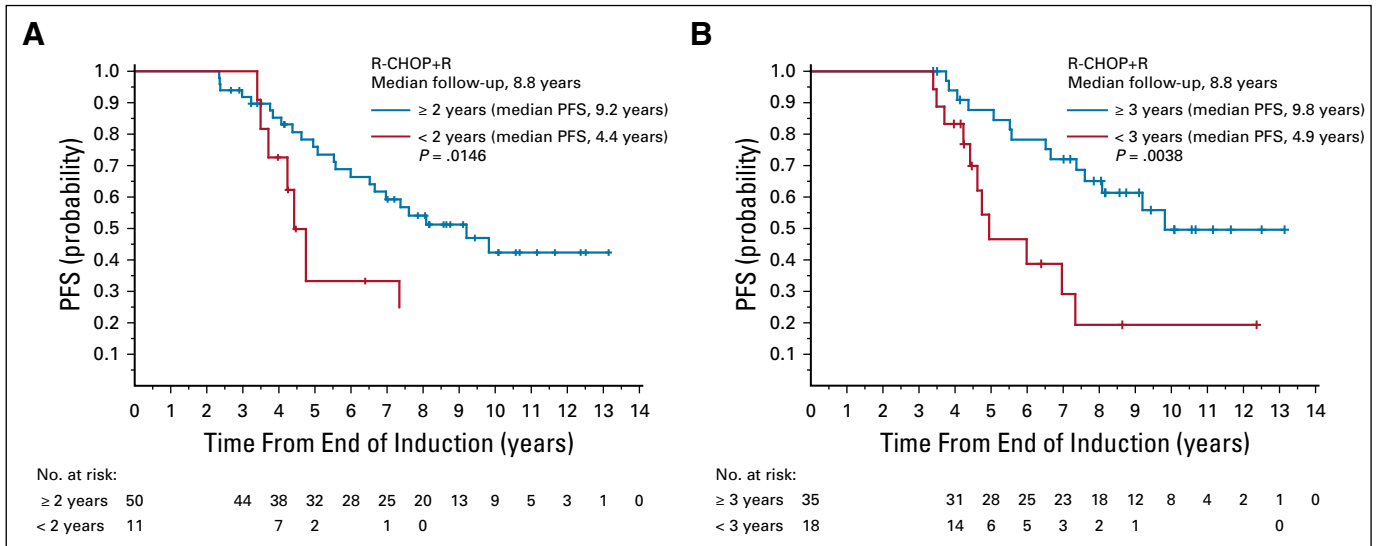 A
R-CHOP+R
Median follow-up, 8.8 years
≥ 2 years (median PFS, 9.2 years)
< 2 years (median PFS, 4.4 years)
P = .0146
PFS (probability)
1.0
0.9
0.8
0.7
0.6
0.5
0.4
0.3
0.2
0.1
0 1 2 3 4 5 6 7 8 9 10 11 12 13 14
Time From End of Induction (years)
No. at risk:
≥ 2 years 50 44 38 32 28 25 20 13 9 5 3 1 0
< 2 years 11 7 2 1 0
B
R-CHOP+R
Median follow-up, 8.8 years
≥ 3 years (median PFS, 9.8 years)
< 3 years (median PFS, 4.9 years)
P = .0038
PFS (probability)
1.0
0.9
0.8
0.7
0.6
0.5
0.4
0.3
0.2
0.1
0 1 2 3 4 5 6 7 8 9 10 11 12 13 14
Time From End of Induction (years)
No. at risk:
≥ 3 years 35 31 28 25 23 18 12 8 4 2 1 0
< 3 years 18 14 6 5 3 2 1 0